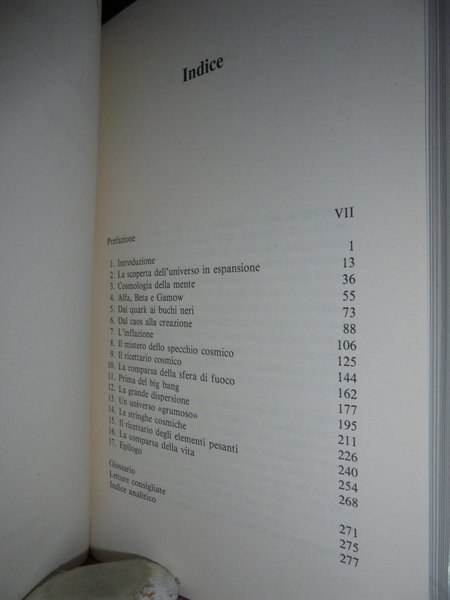 Indice
Prefazione VII
1. Introduzione 1
2. La scoperta dell'universo in espansione 13
3. Cosmologia della mente 36
4. Alfa, Beta e Gamow 55
5. Dai quark ai buchi neri 73
6. Dal caos alla creazione 88
7. L'inflazione 106
8. Il mistero dello specchio cosmico 125
9. Il ricettario cosmico 144
10. La comparsa della sfera di fuoco 162
11. Prima del big bang 177
12. La grande dispersione 195
13. Un universo «grumoso» 211
14. Le stringhe cosmiche 226
15. Il ricettario degli elementi pesanti 240
16. La comparsa della vita 254
17. Epilogo 268
Glossario 271
Letture consigliate 275
Indice analitico 277